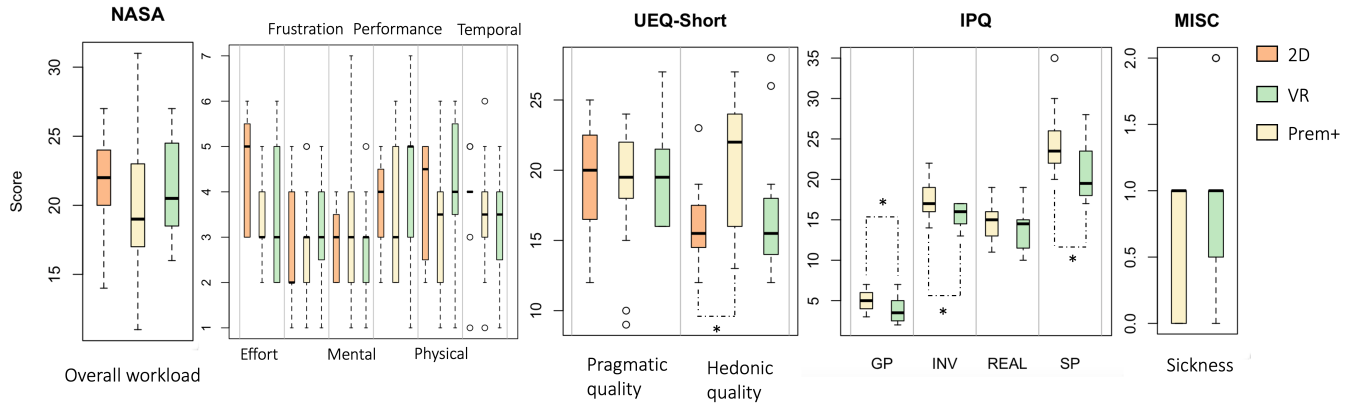 NASA
UEQ-Short
IPQ
MISC
Frustration Performance Temporal
Score
30
25
20
15
7
6
5
4
3
2
1
25
20
15
10
35
30
25
20
15
10
5
2.0
1.5
1.0
0.5
0.0
*
*
*
*
2D
VR
Prem+
Overall workload
Effort
Mental
Physical
Pragmatic
quality
Hedonic
quality
GP
INV
REAL
SP
Sickness